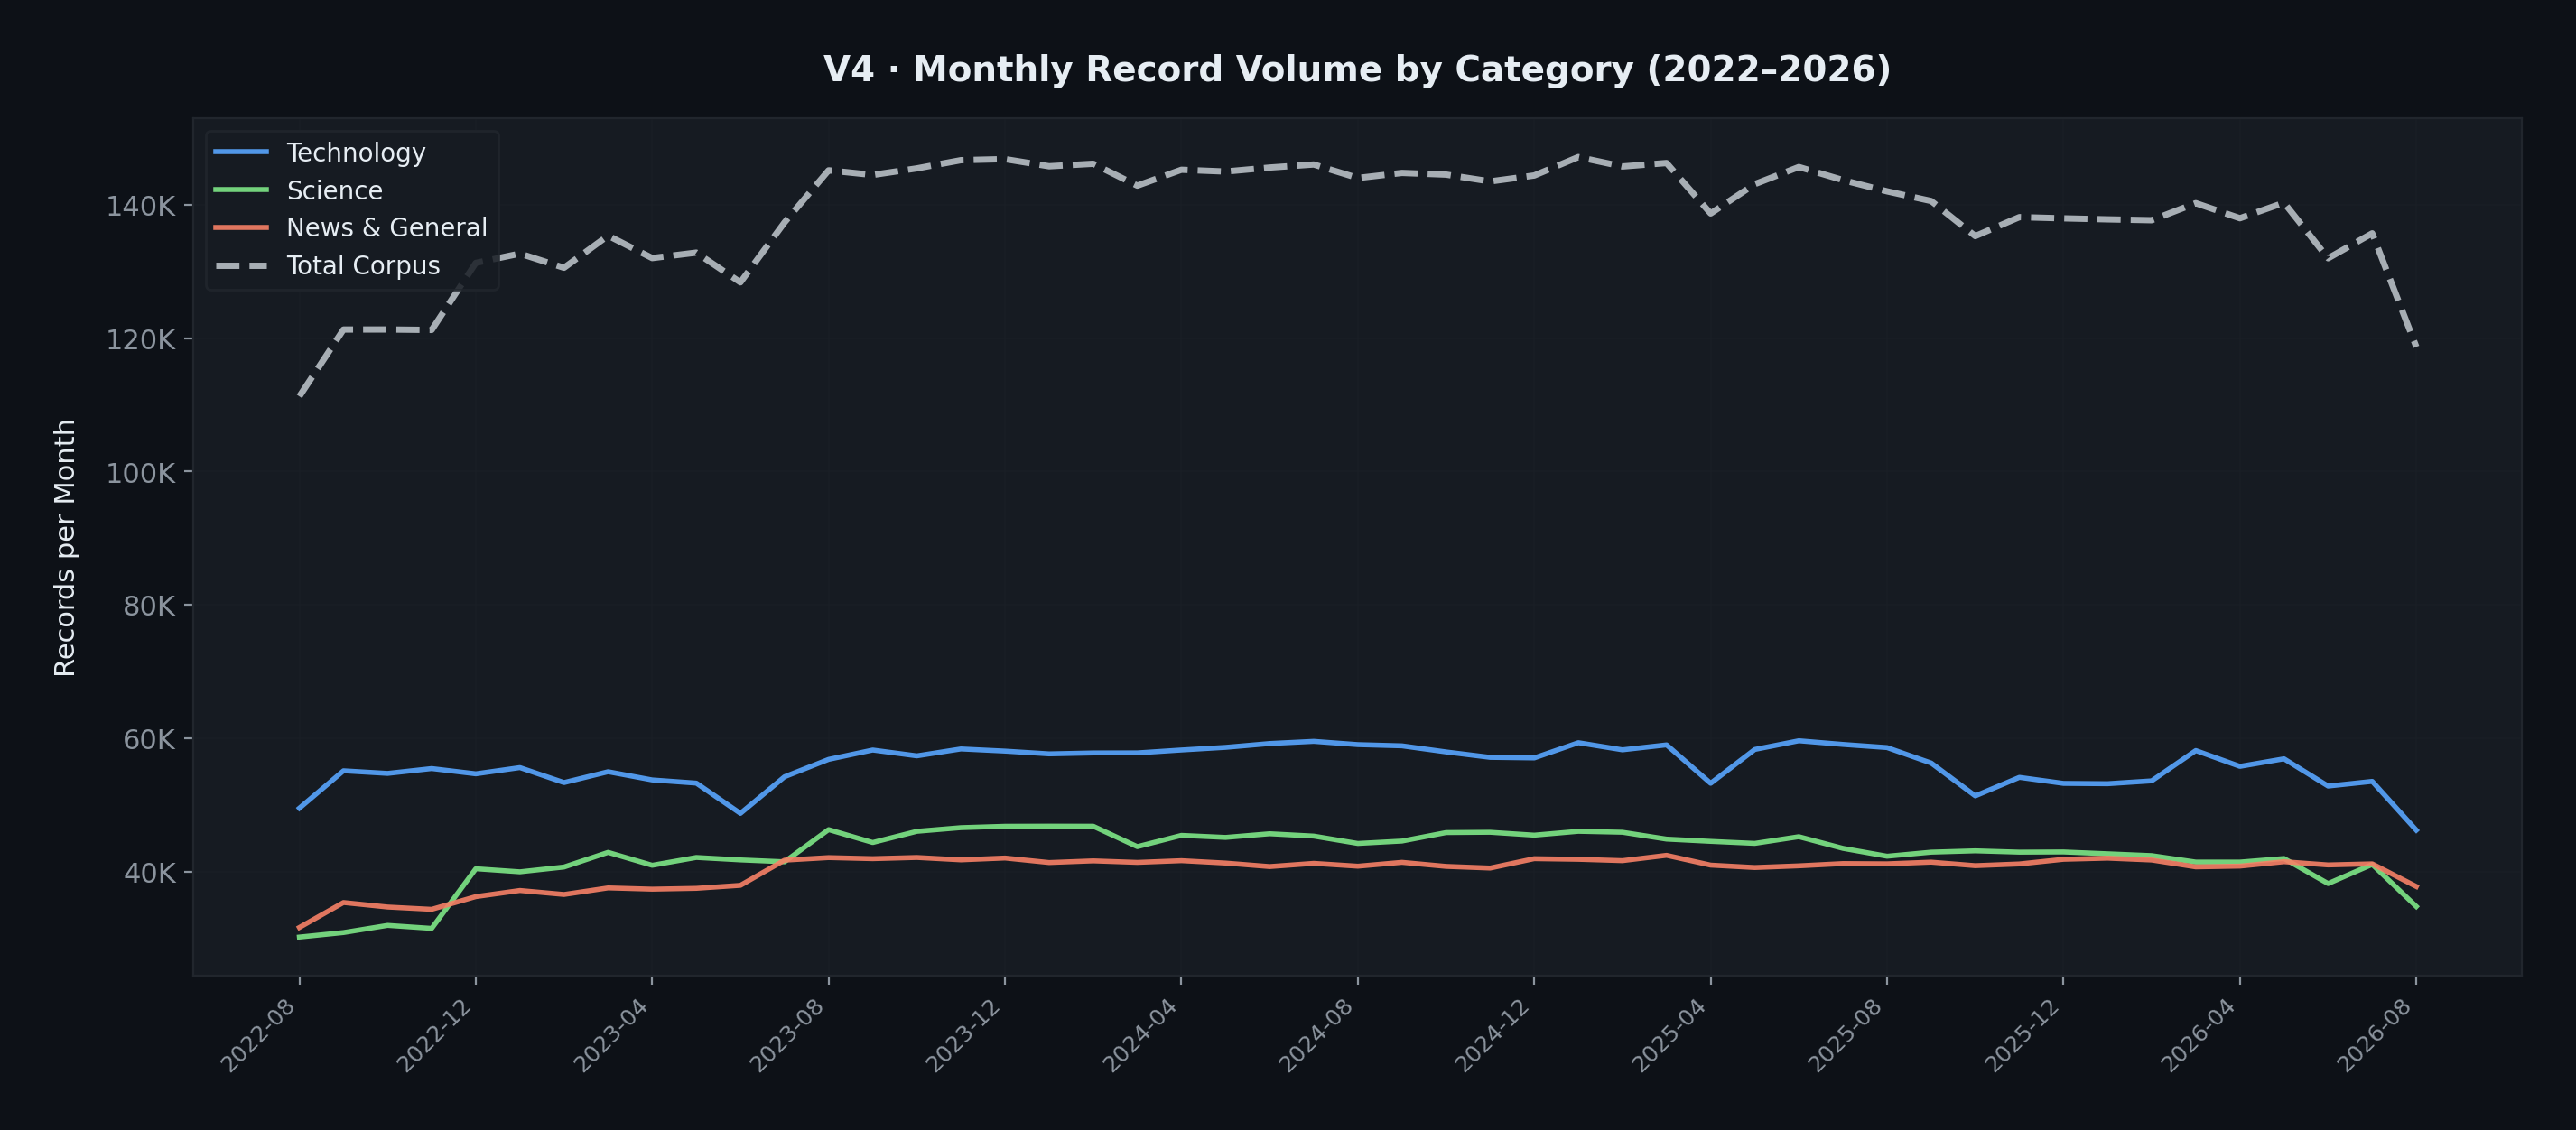 V4 · Monthly Record Volume by Category (2022–2026)
Technology
Science
News & General
Total Corpus
Records per Month
140K
120K
100K
80K
60K
40K
2022-08
2022-12
2023-04
2023-08
2023-12
2024-04
2024-08
2024-12
2025-04
2025-08
2025-12
2026-04
2026-08